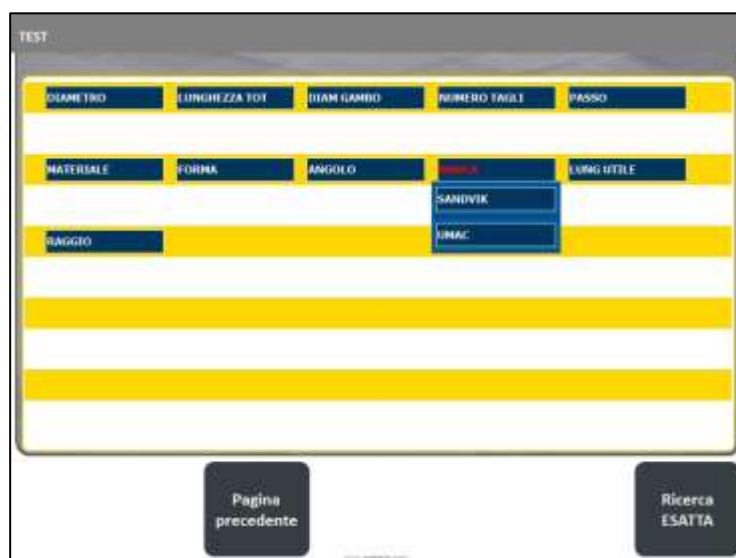 TEST
DIAMETRO LUNGHEZZA TOT DIAM GAMBO NUMERO TAGLI PASSO
MATERIALE FORMA ANGOLO MARCA LUNG UTILE
SANDVIK
UMAC
RAGGIO
Pagina precedente
Ricerca ESATTA